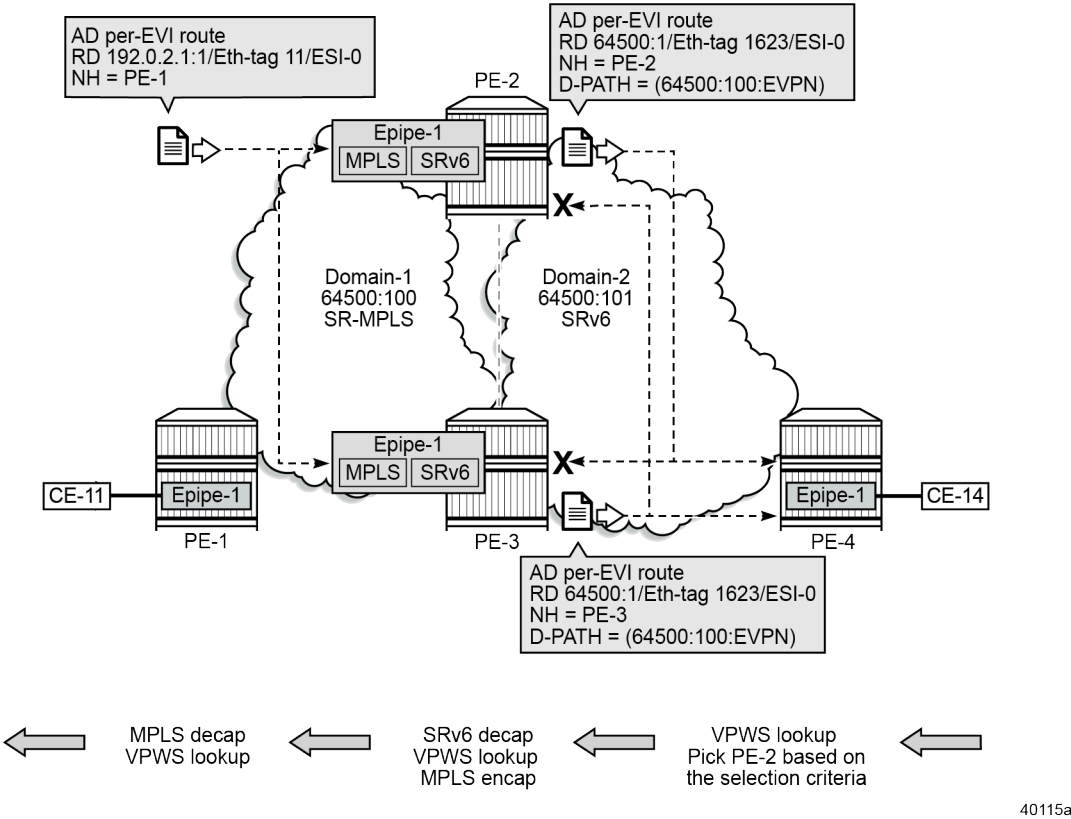 AD per-EVI route
RD 192.0.2.1:1/Eth-tag 11/ESI-0
NH = PE-1
AD per-EVI route
RD 64500:1/Eth-tag 1623/ESI-0
NH = PE-2
D-PATH = (64500:100:EVPN)
PE-2
Epipe-1
MPLS
SRv6
X
Domain-1
64500:100
SR-MPLS
Domain-2
64500:101
SRv6
Epipe-1
MPLS
SRv6
X
CE-11
Epipe-1
Epipe-1
CE-14
PE-1
PE-3
PE-4
AD per-EVI route
RD 64500:1/Eth-tag 1623/ESI-0
NH = PE-3
D-PATH = (64500:100:EVPN)
MPLS decap
VPWS lookup
SRv6 decap
VPWS lookup
MPLS encap
VPWS lookup
Pick PE-2 based on
the selection criteria
40115a